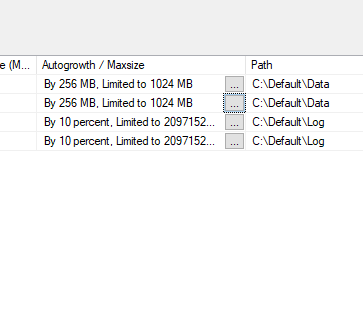 e (M... Autogrowth / Maxsize Path
By 256 MB, Limited to 1024 MB ... C:\Default\Data
By 256 MB, Limited to 1024 MB ... C:\Default\Data
By 10 percent, Limited to 2097152... ... C:\Default\Log
By 10 percent, Limited to 2097152... ... C:\Default\Log